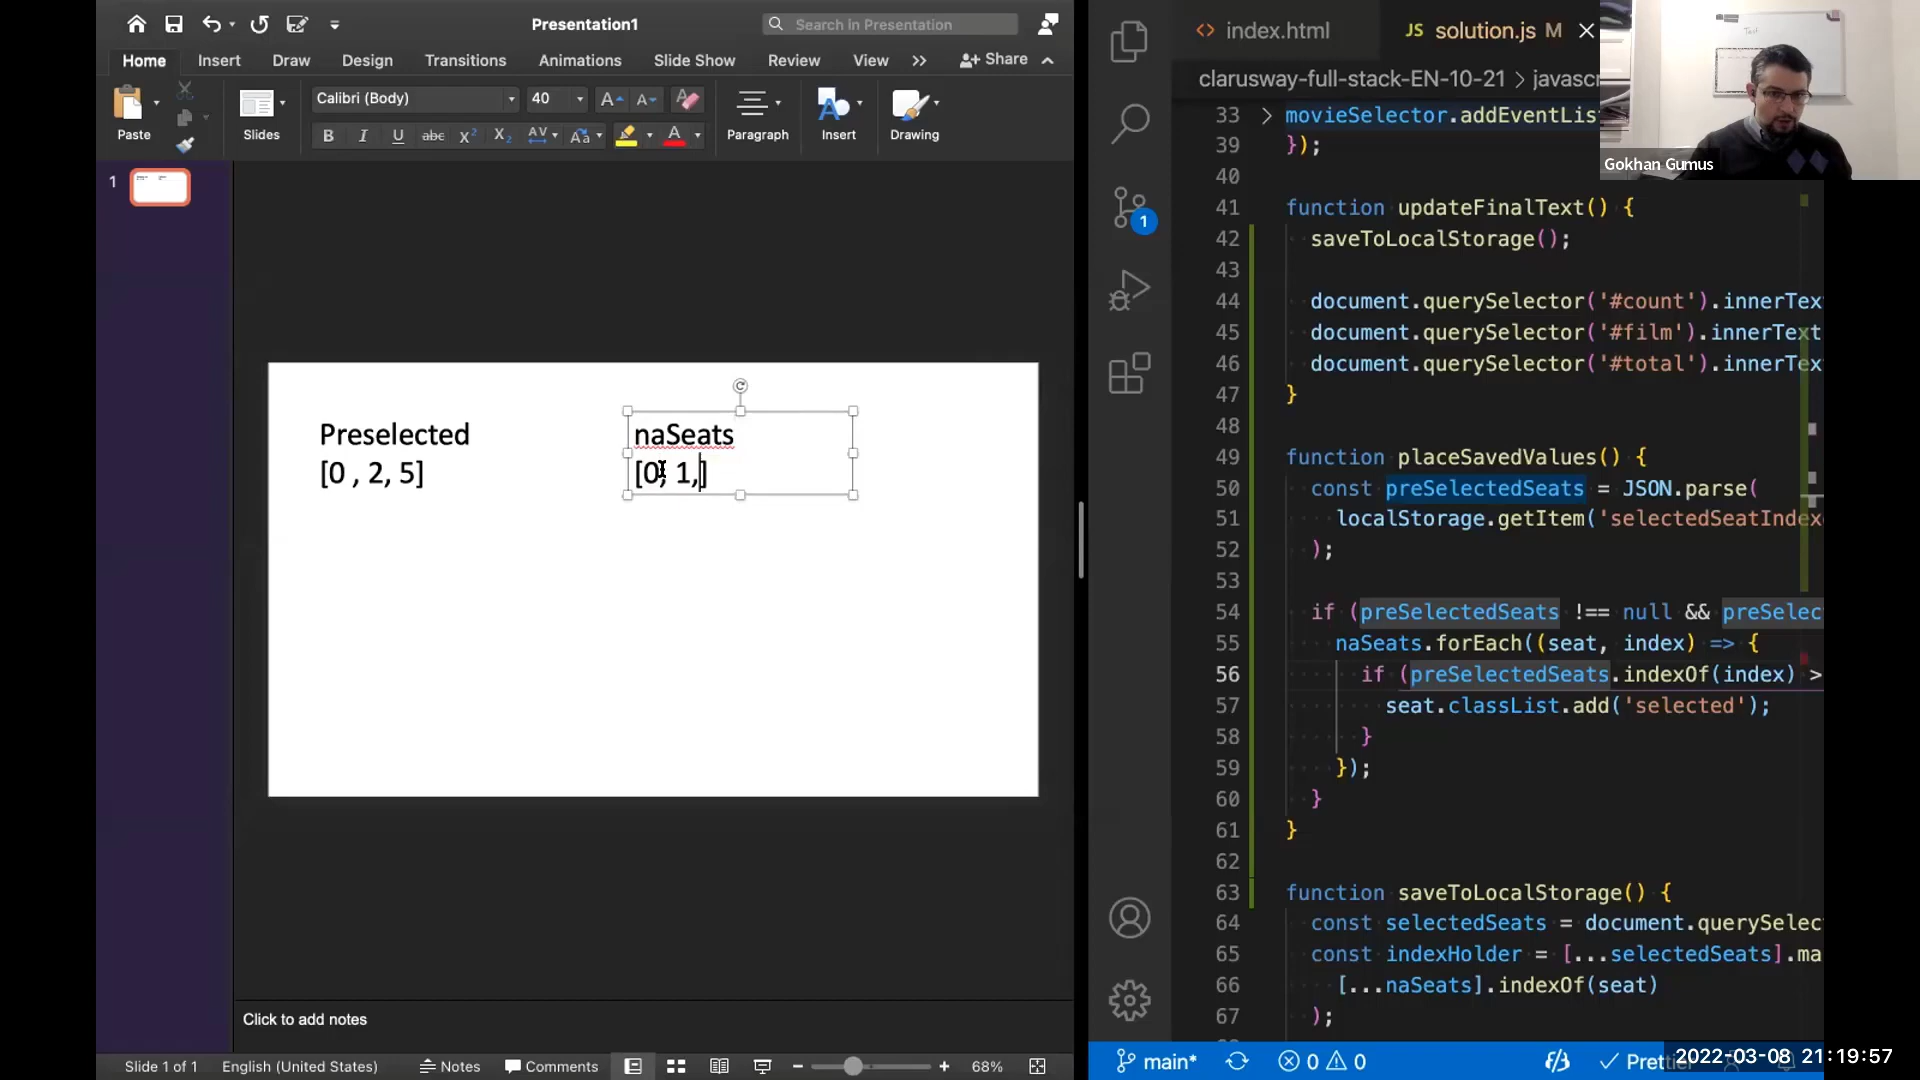 Presentation1
Search in Presentation
Home
Insert
Draw
Design
Transitions
Animations
Slide Show
Review
View
Share
Paste
Slides
Calibri (Body)
40
Paragraph
Insert
Drawing
1
Preselected
[0 , 2, 5]
naSeats
[0, 1,]
Click to add notes
Slide 1 of 1
English (United States)
Notes
Comments
68%
1
index.html
JS solution.js M
clarusway-full-stack-EN-10-21 > javascr
33 movieSelector.addEventLis
39 });
40
41 function updateFinalText() {
42 saveToLocalStorage();
43
44 document.querySelector('#count').innerTex
45 document.querySelector('#film').innerText
46 document.querySelector('#total').innerTex
47 }
48
49 function placeSavedValues() {
50 const preSelectedSeats = JSON.parse(
51 localStorage.getItem('selectedSeatIndex
52 );
53
54 if (preSelectedSeats !== null && preSelec
55 naSeats.forEach((seat, index) => {
56 if (preSelectedSeats.indexOf(index) >
57 seat.classList.add('selected');
58 }
59 });
60 }
61 }
62
63 function saveToLocalStorage() {
64 const selectedSeats = document.querySelec
65 const indexHolder = [...selectedSeats].ma
66 [...naSeats].indexOf(seat)
67 );
main*
0 0
Prett
Gokhan Gumus
2022-03-08 21:19:57